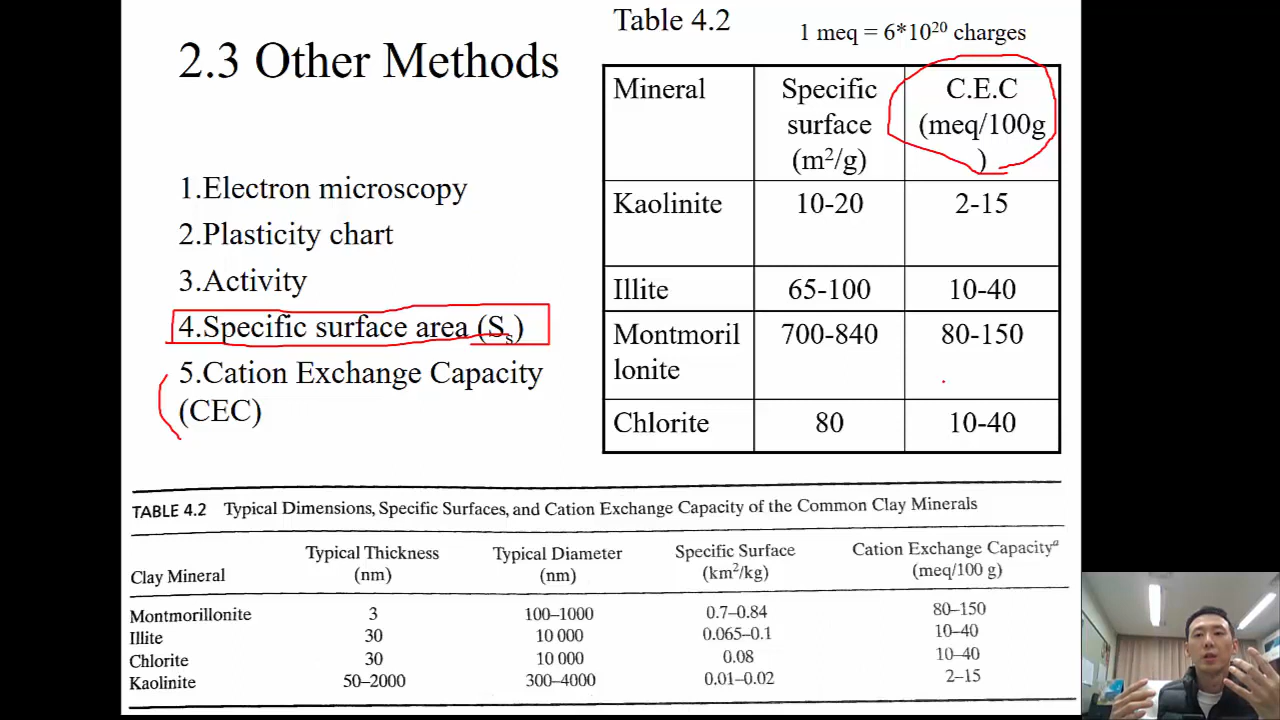 2.3 Other Methods
1.Electron microscopy
2.Plasticity chart
3.Activity
4.Specific surface area (Ss)
5.Cation Exchange Capacity
(CEC)
Table 4.2
1 meq = 6*10²⁰ charges
Mineral
Specific
surface
(m²/g)
C.E.C
(meq/100g
)
Kaolinite 10-20 2-15
Illite 65-100 10-40
Montmoril
lonite
700-840 80-150
Chlorite 80 10-40
TABLE 4.2 Typical Dimensions, Specific Surfaces, and Cation Exchange Capacity of the Common Clay Minerals
Clay Mineral
Typical Thickness
(nm)
Typical Diameter
(nm)
Specific Surface
(km²/kg)
Cation Exchange Capacityᵃ
(meq/100 g)
Montmorillonite 3 100–1000 0.7–0.84 80–150
Illite 30 10 000 0.065–0.1 10–40
Chlorite 30 10 000 0.08 10–40
Kaolinite 50–2000 300–4000 0.01–0.02 2–15